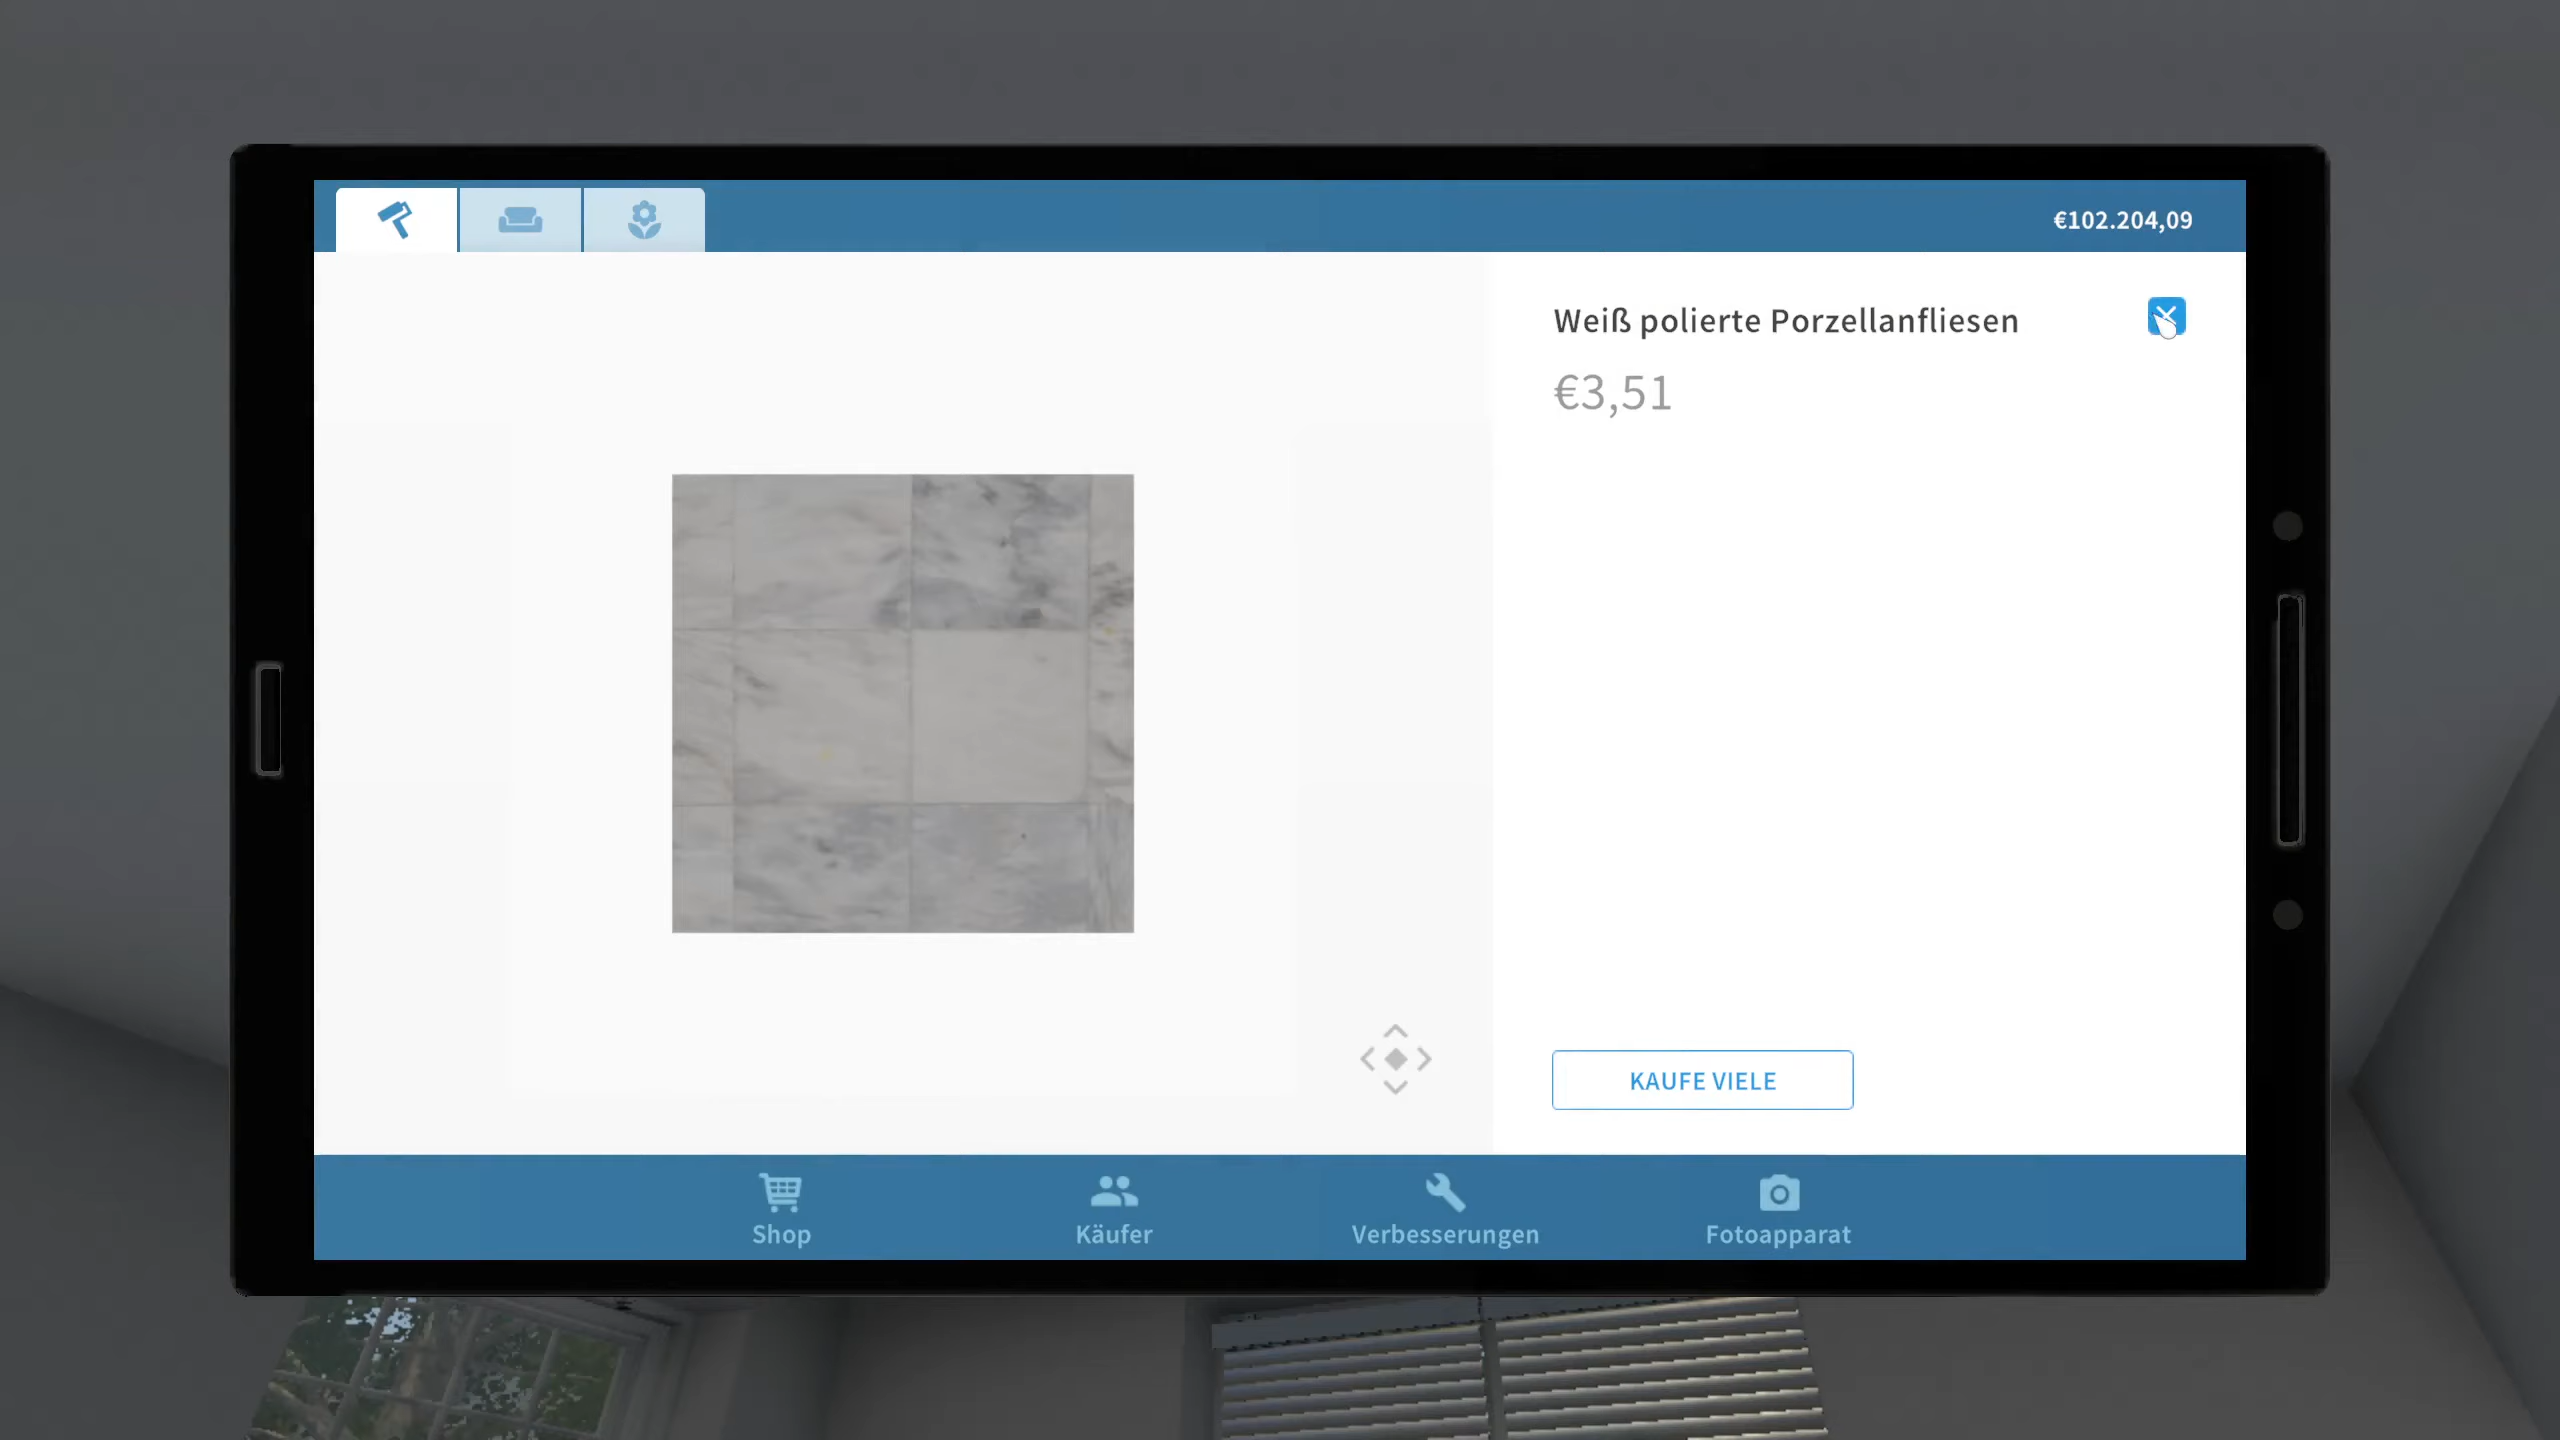 €102.204,09
Weiß polierte Porzellanfliesen
€3,51
KAUFE VIELE
Shop
Käufer
Verbesserungen
Fotoapparat